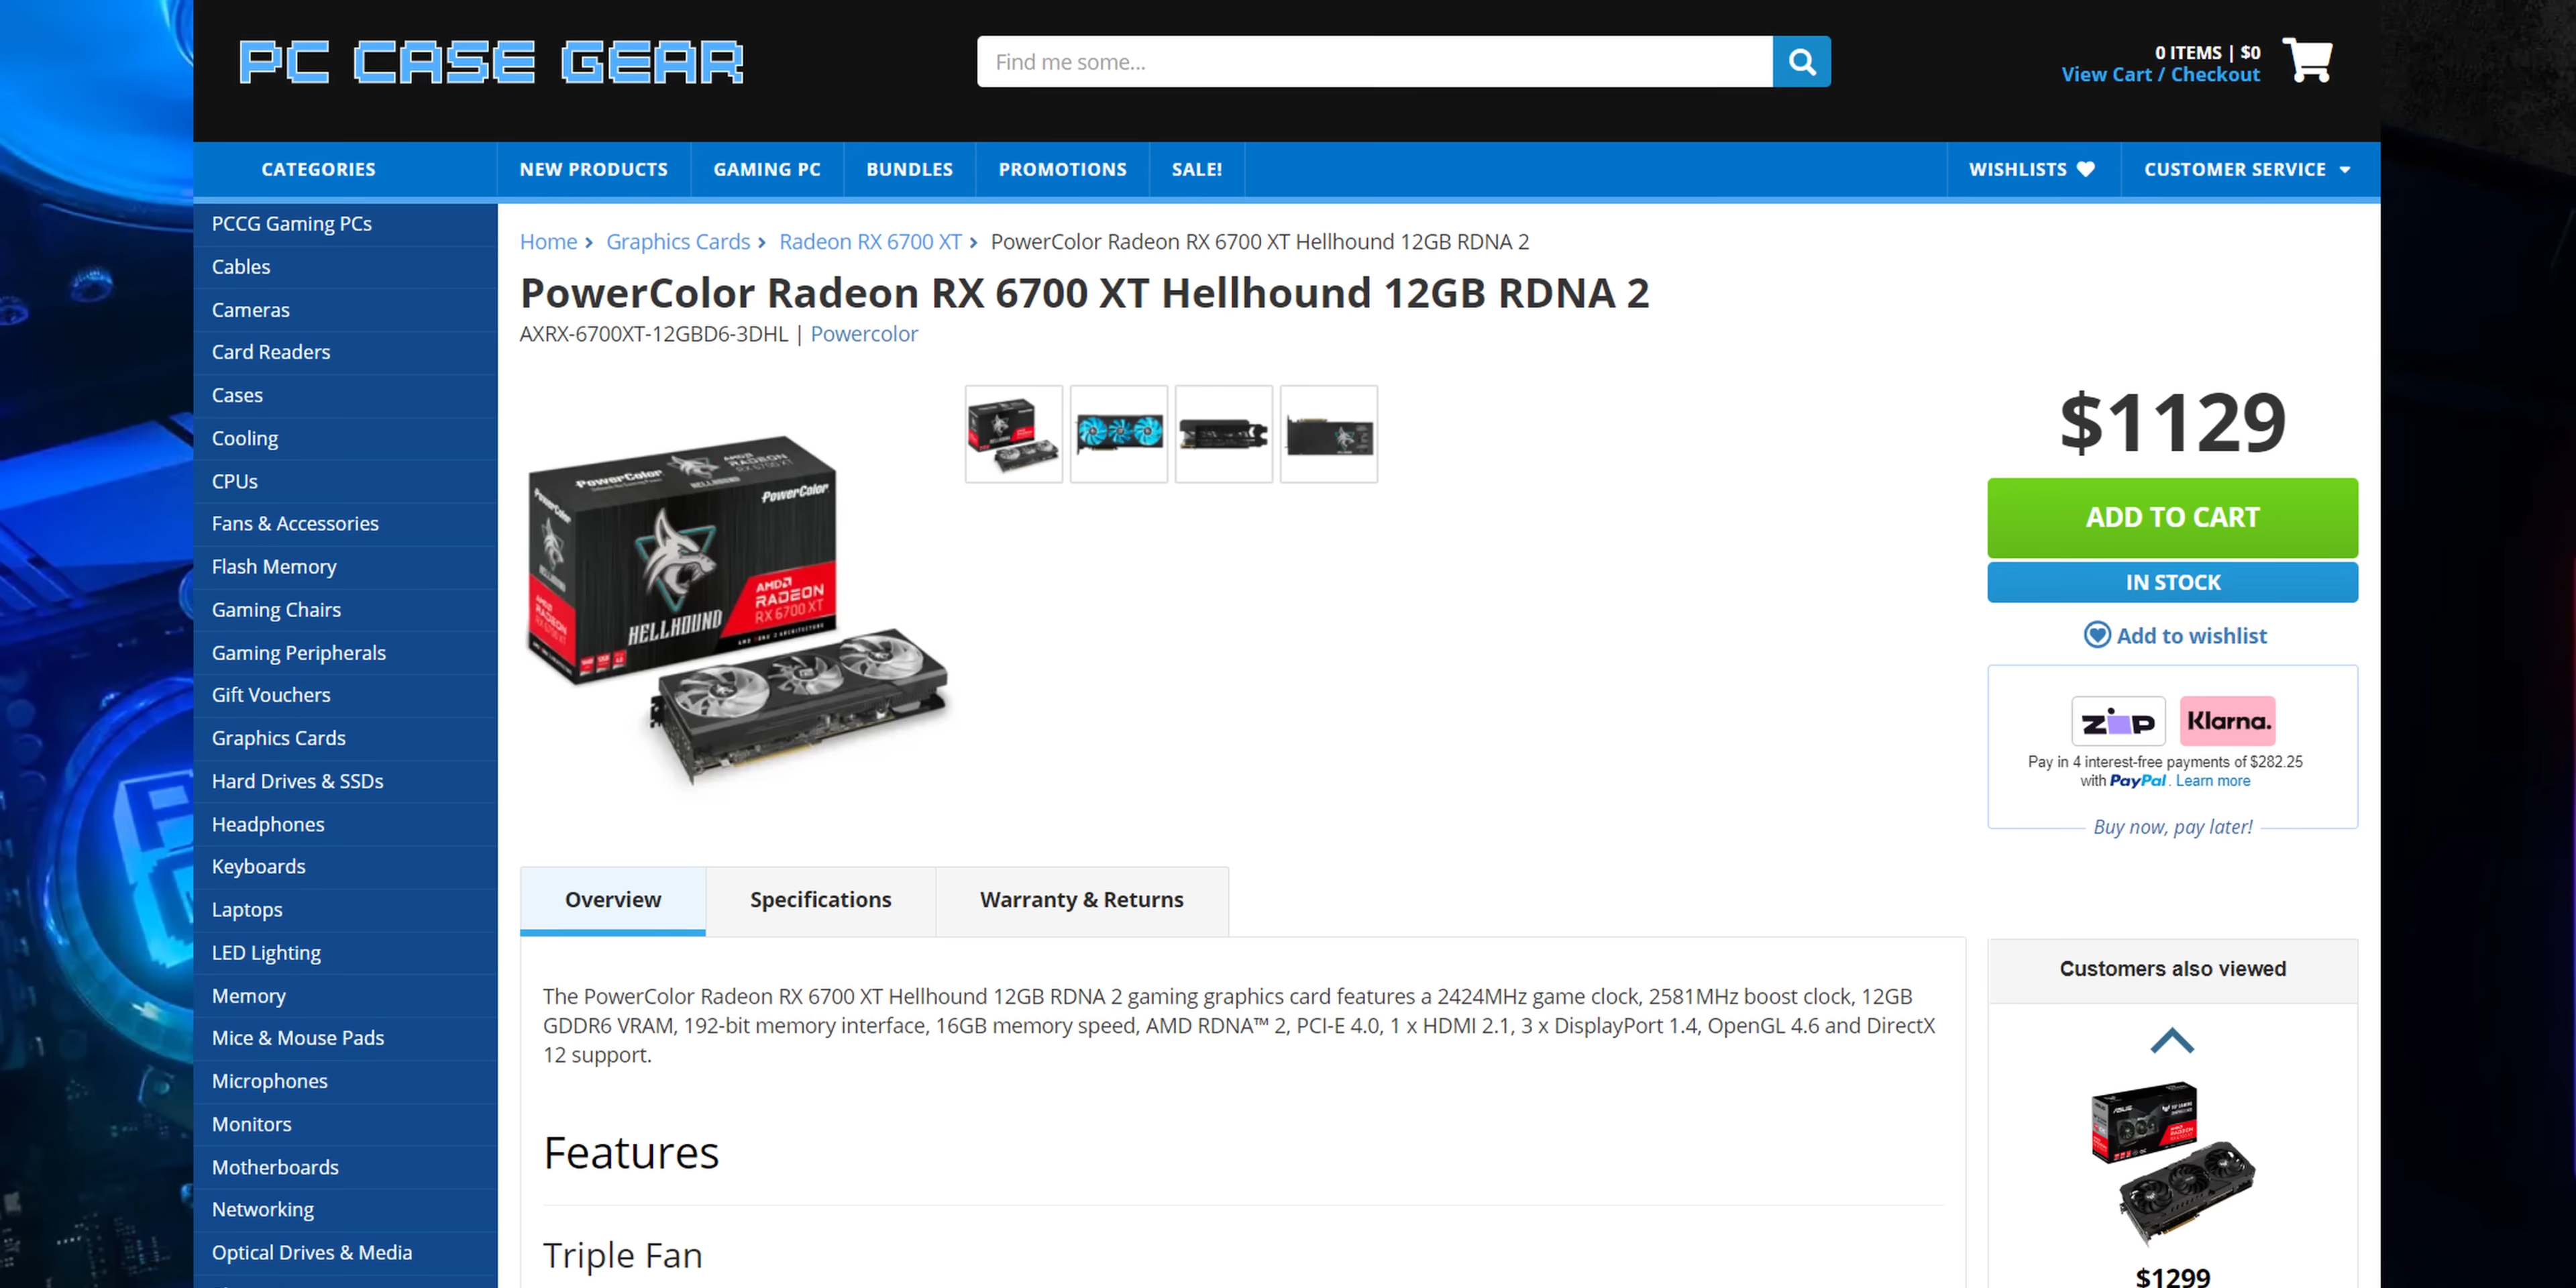 PC CASE GEAR
Find me some...
0 ITEMS | $0
View Cart / Checkout
CATEGORIES
NEW PRODUCTS
GAMING PC
BUNDLES
PROMOTIONS
SALE!
WISHLISTS
CUSTOMER SERVICE
PCCG Gaming PCs
Cables
Cameras
Card Readers
Cases
Cooling
CPUs
Fans & Accessories
Flash Memory
Gaming Chairs
Gaming Peripherals
Gift Vouchers
Graphics Cards
Hard Drives & SSDs
Headphones
Keyboards
Laptops
LED Lighting
Memory
Mice & Mouse Pads
Microphones
Monitors
Motherboards
Networking
Optical Drives & Media
Home › Graphics Cards › Radeon RX 6700 XT › PowerColor Radeon RX 6700 XT Hellhound 12GB RDNA 2
PowerColor Radeon RX 6700 XT Hellhound 12GB RDNA 2
AXRX-6700XT-12GBD6-3DHL | Powercolor
PowerColor
HELLHOUND
AMD RADEON RX 6700 XT
PowerColor
PowerColor
AMD
RADEON
RX 6700 XT
HELLHOUND
$1129
ADD TO CART
IN STOCK
Add to wishlist
zip
Klarna.
Pay in 4 interest-free payments of $282.25
with PayPal. Learn more
Buy now, pay later!
Overview
Specifications
Warranty & Returns
The PowerColor Radeon RX 6700 XT Hellhound 12GB RDNA 2 gaming graphics card features a 2424MHz game clock, 2581MHz boost clock, 12GB
GDDR6 VRAM, 192-bit memory interface, 16GB memory speed, AMD RDNA™ 2, PCI-E 4.0, 1 x HDMI 2.1, 3 x DisplayPort 1.4, OpenGL 4.6 and DirectX
12 support.
Features
Triple Fan
Customers also viewed
$1299